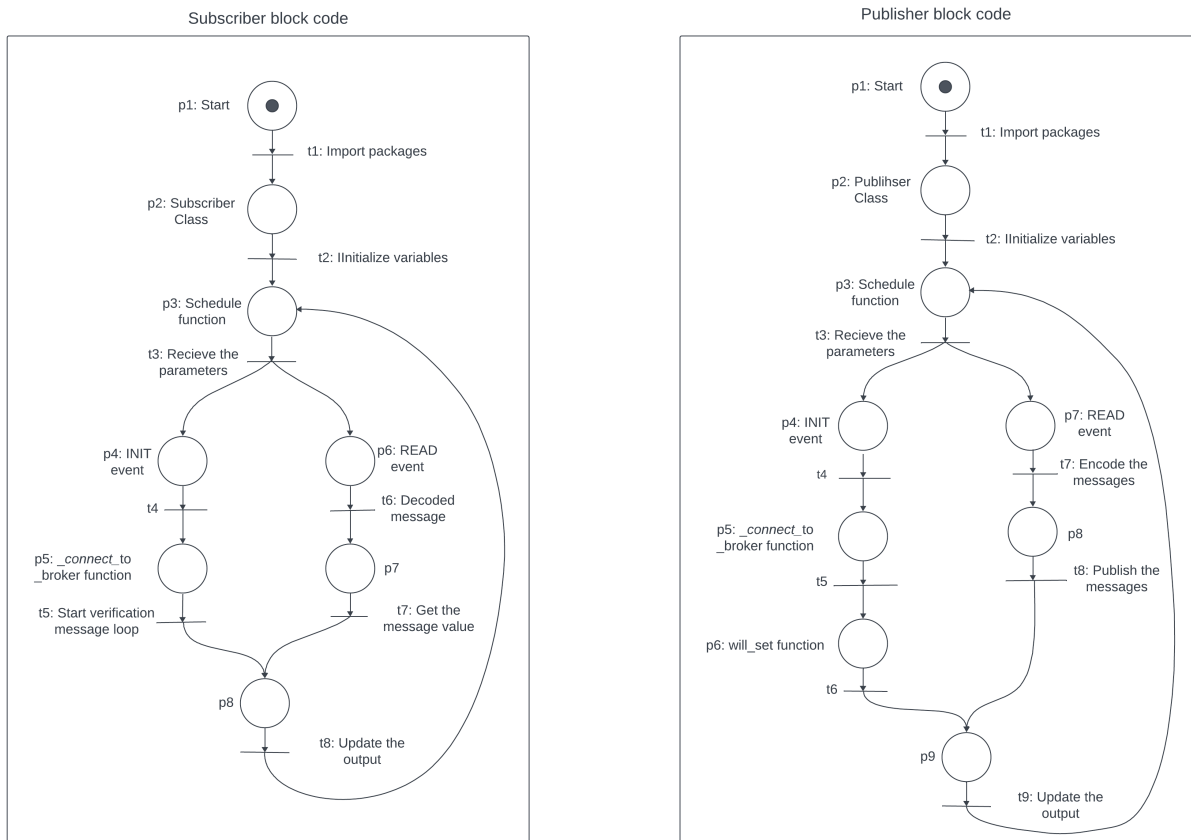 Subscriber block code
p1: Start
t1: Import packages
p2: Subscriber
Class
t2: IInitialize variables
p3: Schedule
function
t3: Recieve the
parameters
p4: INIT
event
p6: READ
event
t4
t6: Decoded
message
p5: _connect_to
_broker function
p7
t5: Start verification
message loop
t7: Get the
message value
p8
t8: Update the
output
Publisher block code
p1: Start
t1: Import packages
p2: Publihser
Class
t2: IInitialize variables
p3: Schedule
function
t3: Recieve the
parameters
p4: INIT
event
p7: READ
event
t4
t7: Encode the
messages
p5: _connect_to
_broker function
p8
t5
t8: Publish the
messages
p6: will_set function
t6
p9
t9: Update the
output